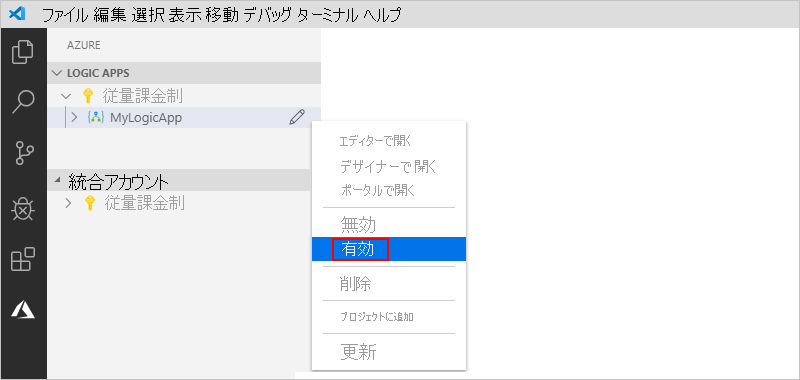 ファイル 編集 選択 表示 移動 デバッグ ターミナル ヘルプ
AZURE
LOGIC APPS
従量課金制
MyLogicApp
統合アカウント
従量課金制
エディターで開く
デザイナーで開く
ポータルで開く
無効
有効
削除
プロジェクトに追加
更新